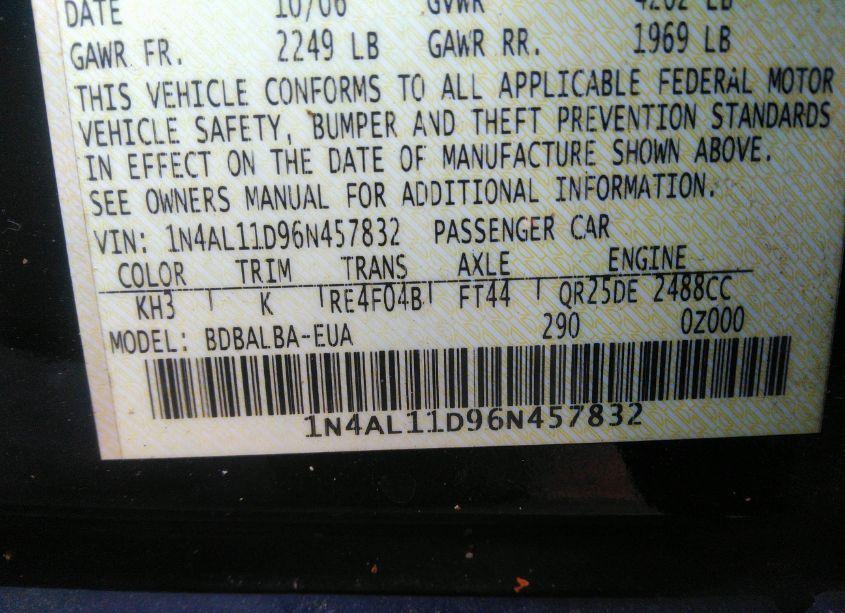 DATE 10/06 GVWR 4202 LB
GAWR FR. 2249 LB GAWR RR. 1969 LB
THIS VEHICLE CONFORMS TO ALL APPLICABLE FEDERAL MOTOR
VEHICLE SAFETY, BUMPER AND THEFT PREVENTION STANDARDS
IN EFFECT ON THE DATE OF MANUFACTURE SHOWN ABOVE.
SEE OWNERS MANUAL FOR ADDITIONAL INFORMATION.
VIN: 1N4AL11D96N457832 PASSENGER CAR
COLOR TRIM TRANS AXLE ENGINE
KH3 K RE4F04B FT44 QR25DE 2488CC
MODEL: BDBALBA-EUA 290 0Z000
1N4AL11D96N457832